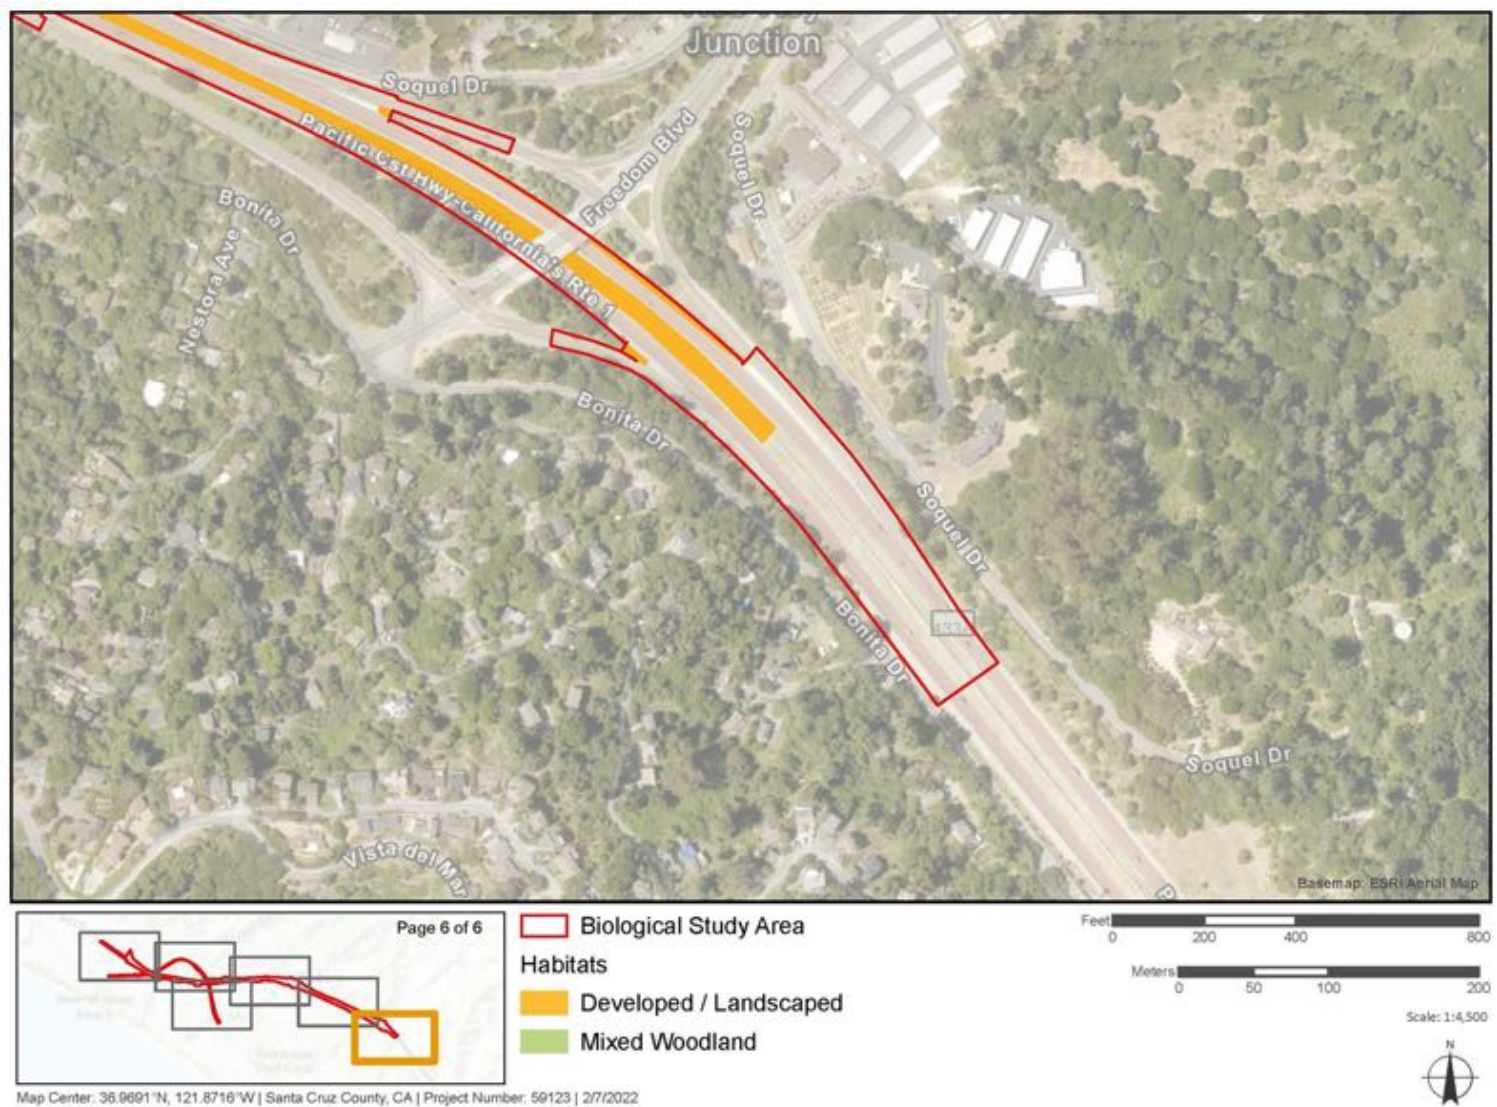 Junction
Soquel Dr
Pacific Cst Hwy-California's Rte 1
Freedom Blvd
Soquel Dr
Bonita Dr
Nestora Ave
Bonita Dr
Soquel Dr
Bonita Dr
Soquel Dr
Vista del Mar
Basemap: ESRI Aerial Map
Page 6 of 6
Biological Study Area
Habitats
Developed / Landscaped
Mixed Woodland
Feet
0 200 400 800
Meters
0 50 100 200
Scale: 1:4,500
N
Map Center: 36.9691°N, 121.8716°W | Santa Cruz County, CA | Project Number: 59123 | 2/7/2022